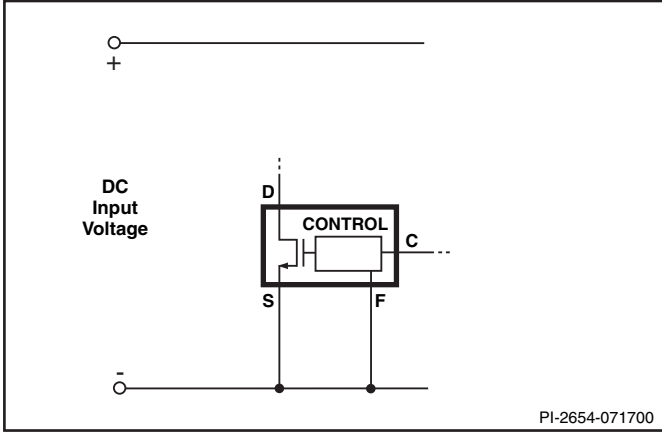 +
DC
Input
Voltage
D
CONTROL
C
S
F
-
PI-2654-071700